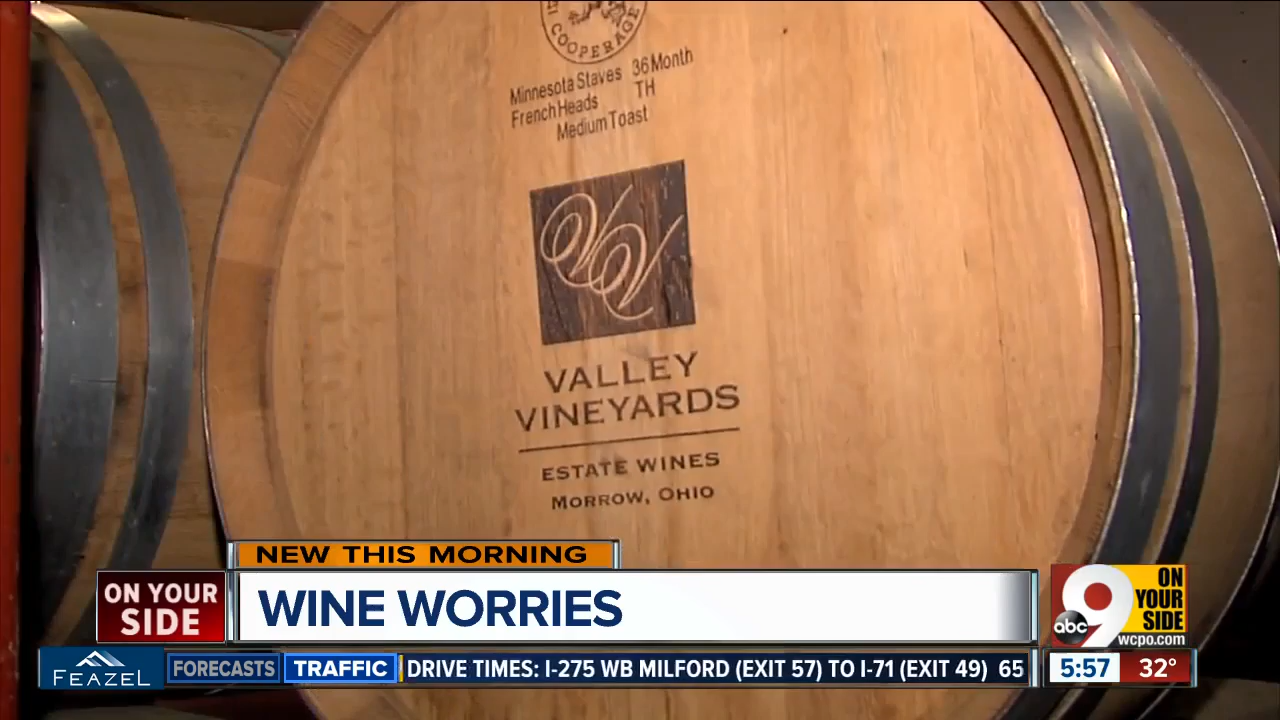 COOPERAGE
Minnesota Staves 36 Month
French Heads TH
Medium Toast
VV
VALLEY
VINEYARDS
ESTATE WINES
MORROW, OHIO
NEW THIS MORNING
ON YOUR
SIDE
WINE WORRIES
abc 9
ON
YOUR
SIDE
wcpo.com
FEAZEL
FORECASTS
TRAFFIC
DRIVE TIMES: I-275 WB MILFORD (EXIT 57) TO I-71 (EXIT 49) 65
5:57
32°